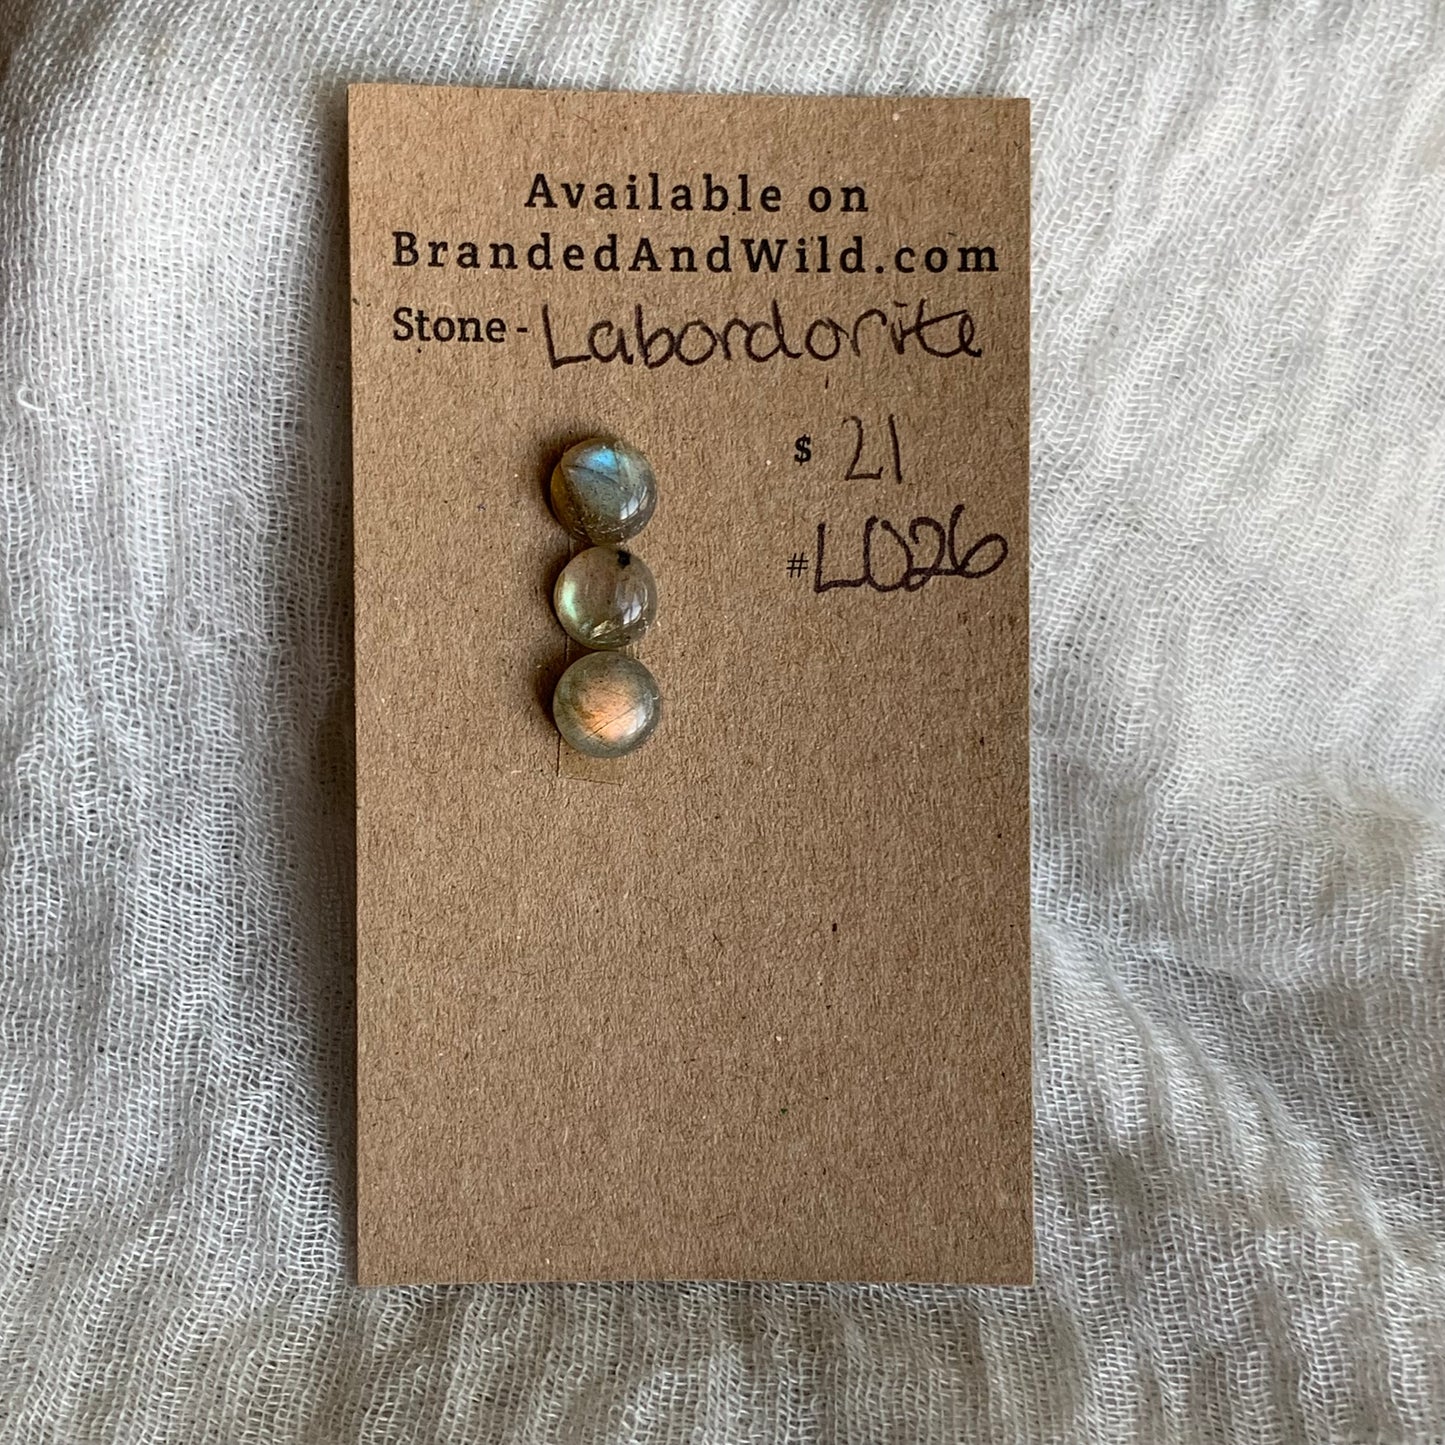 Available on
BrandedAndWild.com
Stone - Labordorite
$ 21
# L026